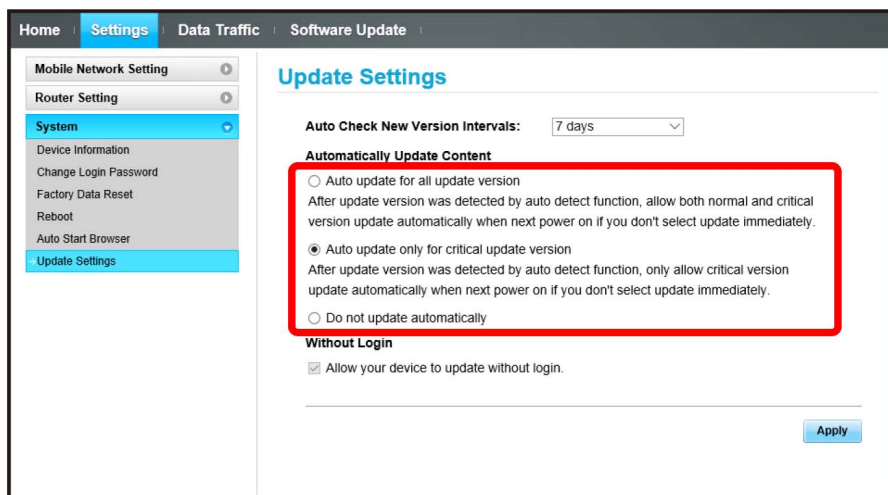 Home Settings Data Traffic Software Update
Mobile Network Setting
Router Setting
System
Device Information
Change Login Password
Factory Data Reset
Reboot
Auto Start Browser
Update Settings
Update Settings
Auto Check New Version Intervals: 7 days
Automatically Update Content
Auto update for all update version
After update version was detected by auto detect function, allow both normal and critical
version update automatically when next power on if you don't select update immediately.
Auto update only for critical update version
After update version was detected by auto detect function, only allow critical version
update automatically when next power on if you don't select update immediately.
Do not update automatically
Without Login
Allow your device to update without login.
Apply